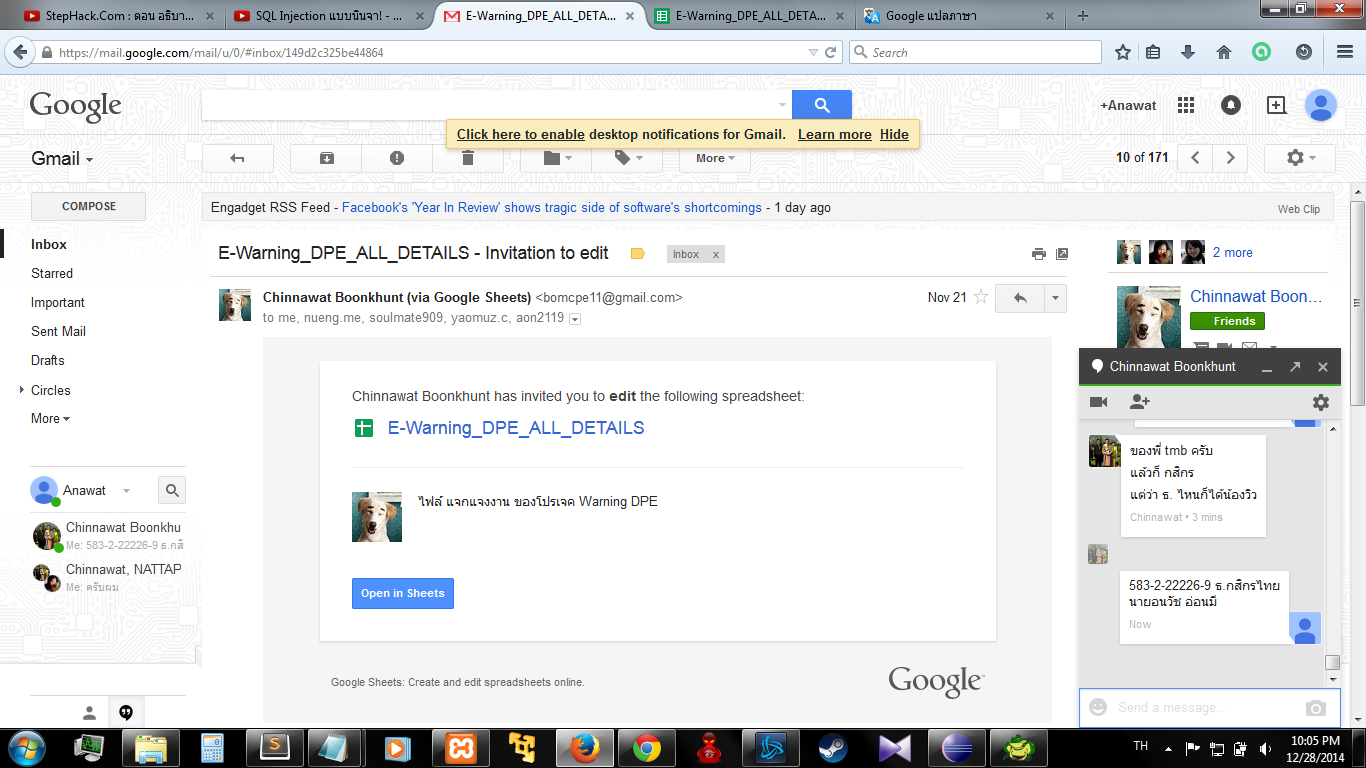 StepHack.Com : ตอน อธิบา...
SQL Injection แบบนินจา! - ...
E-Warning_DPE_ALL_DETA...
E-Warning_DPE_ALL_DETA...
Google แปลภาษา
https://mail.google.com/mail/u/0/#inbox/149d2c325be44864
Search
Google
+Anawat
Click here to enable desktop notifications for Gmail. Learn more Hide
Gmail
More
10 of 171
COMPOSE
Engadget RSS Feed - Facebook's 'Year In Review' shows tragic side of software's shortcomings - 1 day ago
Web Clip
Inbox
Starred
Important
Sent Mail
Drafts
Circles
More
E-Warning_DPE_ALL_DETAILS - Invitation to edit
Inbox x
2 more
Chinnawat Boonkhunt (via Google Sheets) <bomcpe11@gmail.com>
Nov 21
to me, nueng.me, soulmate909, yaomuz.c, aon2119
Chinnawat Boon...
Friends
Chinnawat Boonkhunt has invited you to edit the following spreadsheet:
E-Warning_DPE_ALL_DETAILS
ไฟล์ แจกแจงงาน ของโปรเจค Warning DPE
Open in Sheets
Google Sheets: Create and edit spreadsheets online.
Google
Anawat
Chinnawat Boonkhu
Me: 583-2-22226-9 ธ.กสิ
Chinnawat, NATTAP
Me: ครับผม
Chinnawat Boonkhunt
ของพี่ tmb ครับ
แล้วก็ กสิกร
แต่ว่า ธ. ไหนก็ได้น้องวิว
Chinnawat • 3 mins
583-2-22226-9 ธ.กสิกรไทย
นายอนวัช อ่อนมี
Now
Send a message...
TH
10:05 PM
12/28/2014